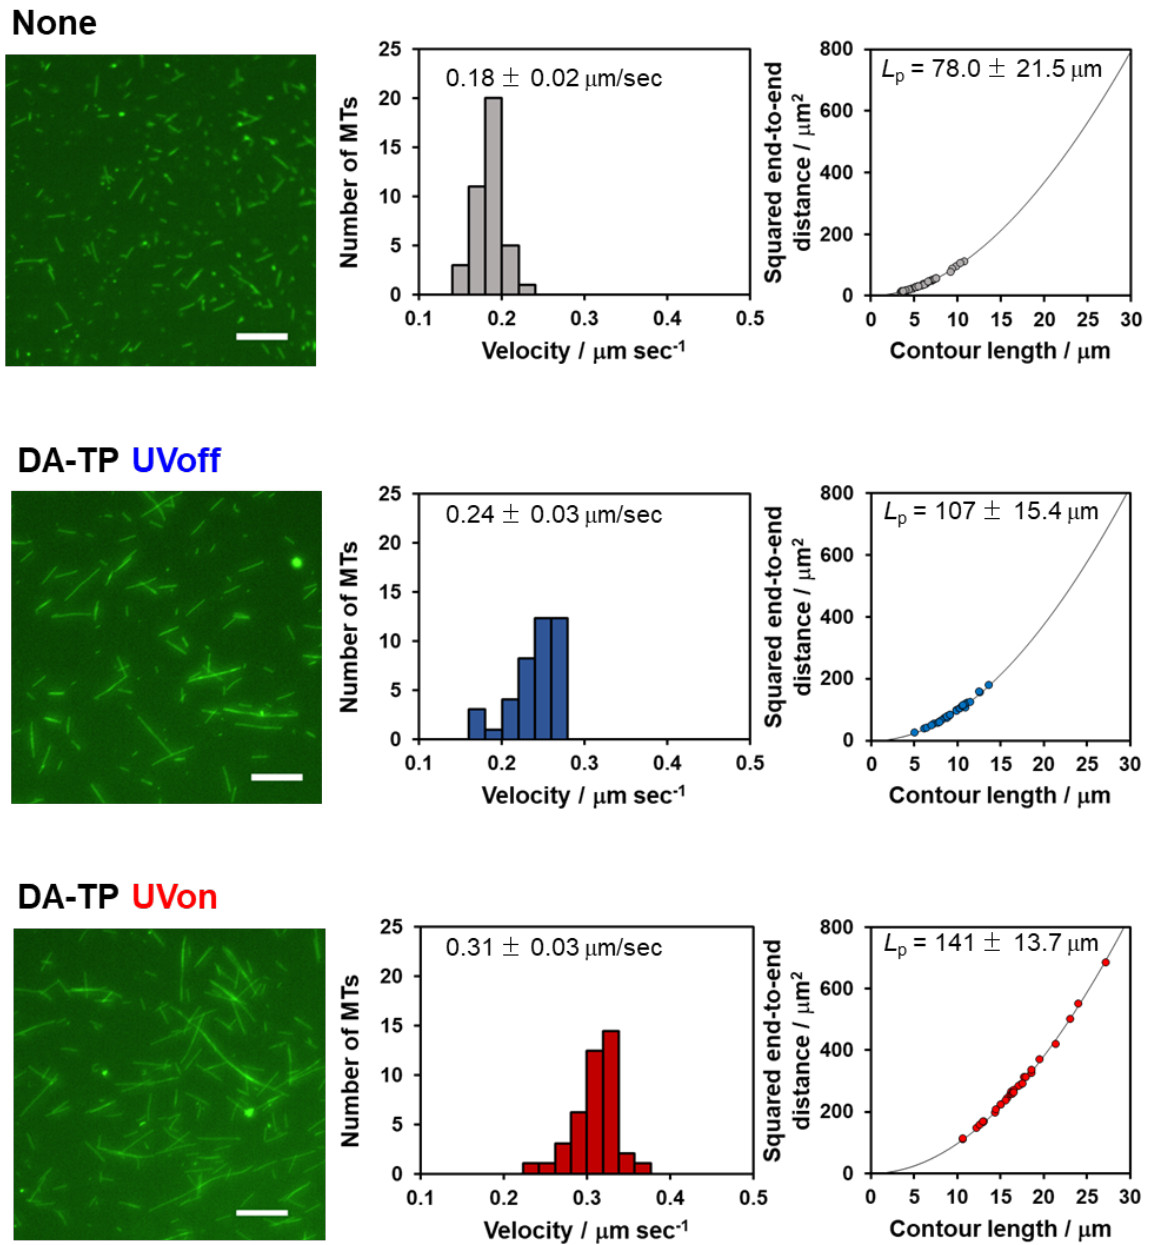 None
0.18 ± 0.02 μm/sec
Number of MTs
25
20
15
10
5
0
0.1 0.2 0.3 0.4 0.5
Velocity / μm sec⁻¹
Lp = 78.0 ± 21.5 μm
Squared end-to-end
distance / μm²
800
600
400
200
0
0 5 10 15 20 25 30
Contour length / μm
DA-TP UVoff
0.24 ± 0.03 μm/sec
Number of MTs
25
20
15
10
5
0
0.1 0.2 0.3 0.4 0.5
Velocity / μm sec⁻¹
Lp = 107 ± 15.4 μm
Squared end-to-end
distance / μm²
800
600
400
200
0
0 5 10 15 20 25 30
Contour length / μm
DA-TP UVon
0.31 ± 0.03 μm/sec
Number of MTs
25
20
15
10
5
0
0.1 0.2 0.3 0.4 0.5
Velocity / μm sec⁻¹
Lp = 141 ± 13.7 μm
Squared end-to-end
distance / μm²
800
600
400
200
0
0 5 10 15 20 25 30
Contour length / μm